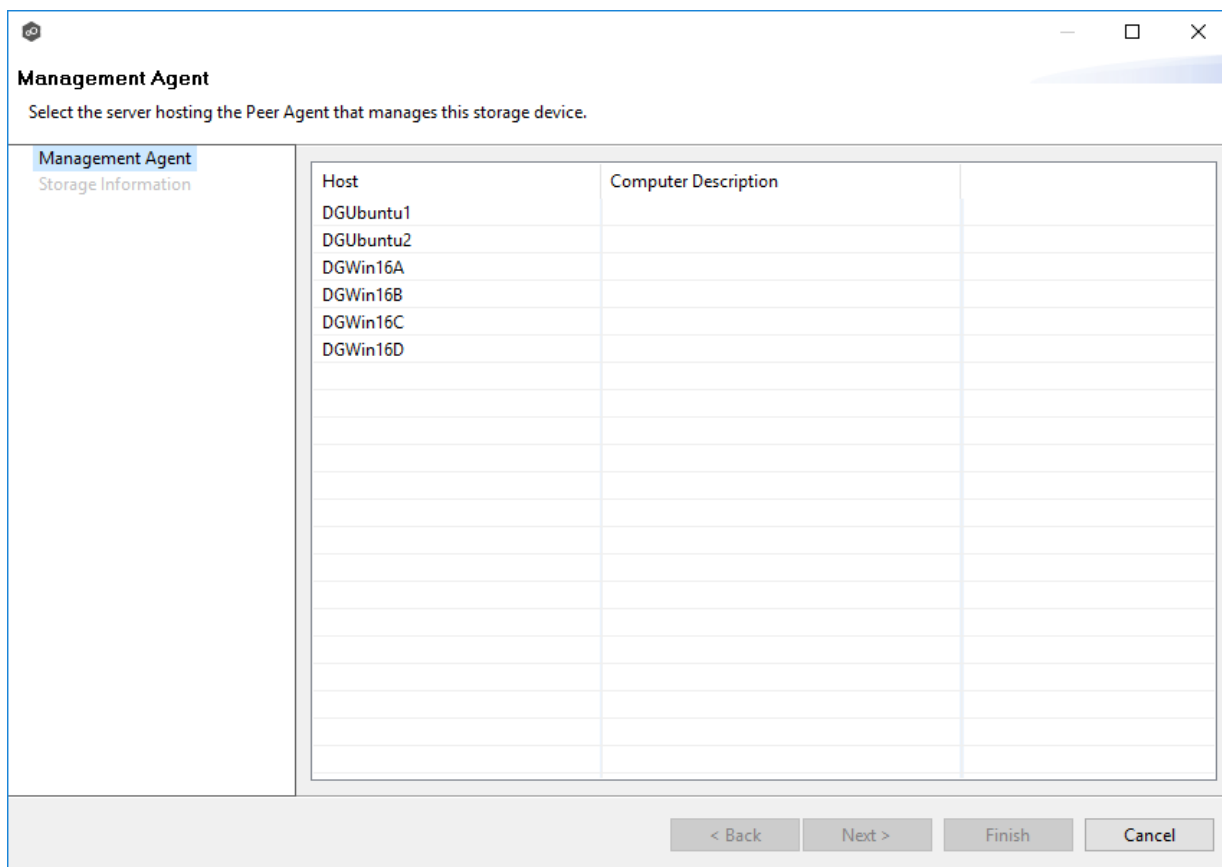 Management Agent
Select the server hosting the Peer Agent that manages this storage device.
Management Agent
Storage Information
Host Computer Description
DGUbuntu1
DGUbuntu2
DGWin16A
DGWin16B
DGWin16C
DGWin16D
< Back Next > Finish Cancel